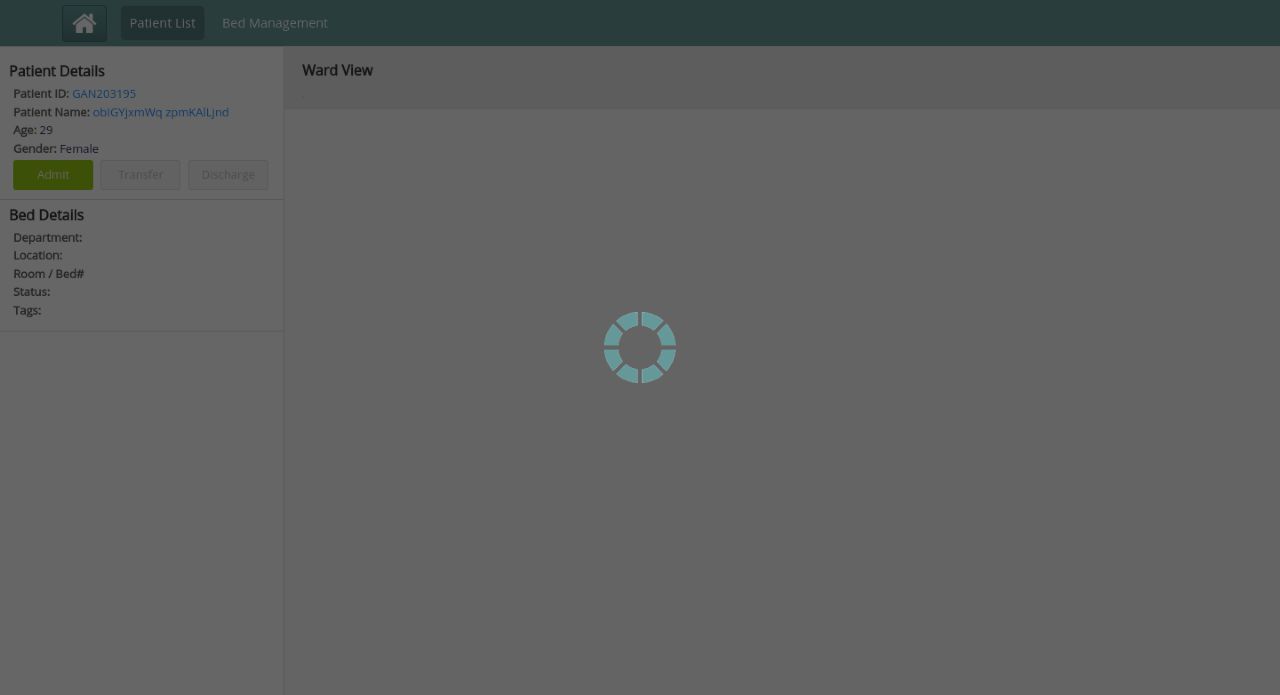 Patient List Bed Management
Patient Details
Patient ID: GAN203195
Patient Name: obiGYjxmWq zpmKAlLjnd
Age: 29
Gender: Female
Admit Transfer Discharge
Bed Details
Department:
Location:
Room / Bed#
Status:
Tags:
Ward View